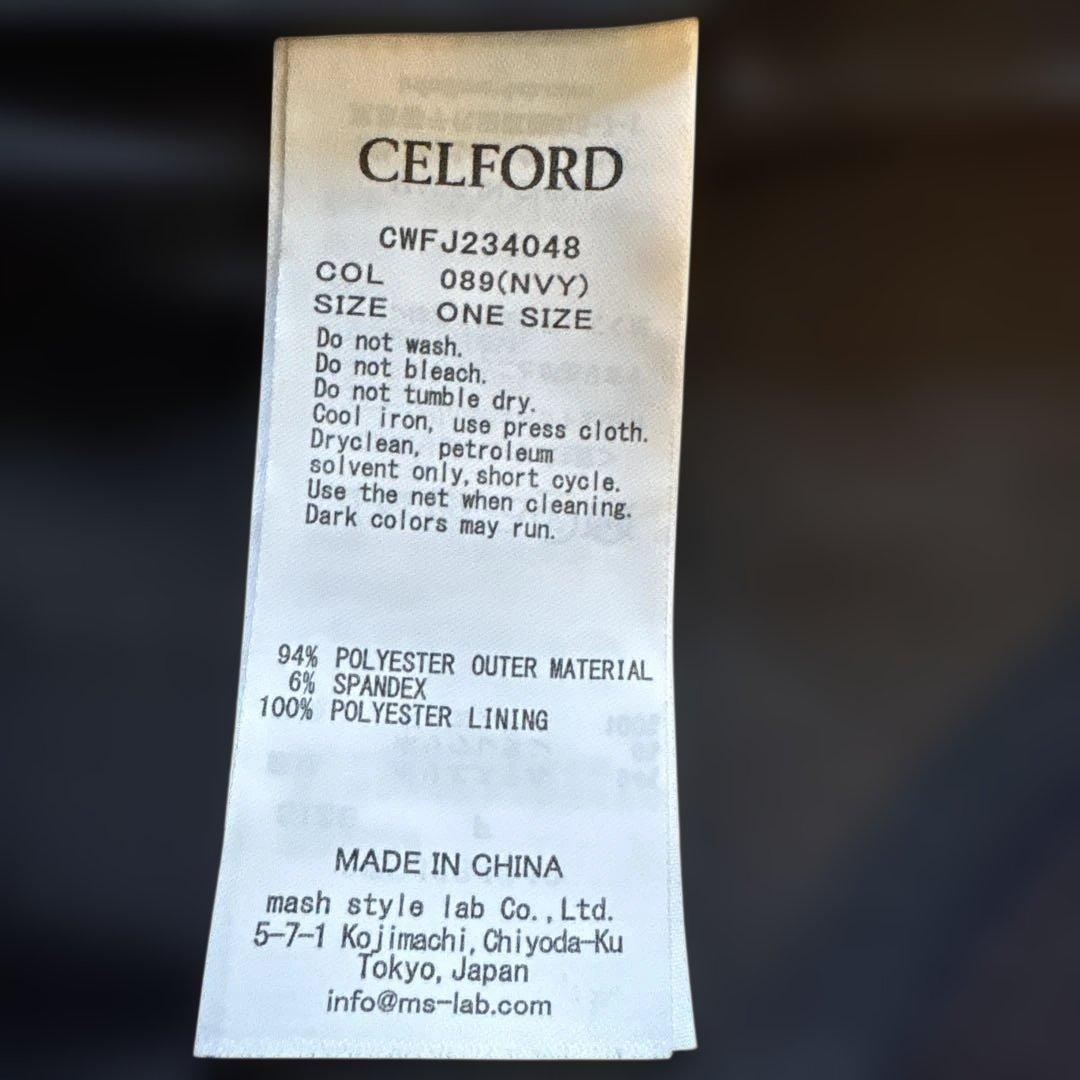 CELFORD
CWFJ234048
COL 089(NVY)
SIZE ONE SIZE
Do not wash.
Do not bleach.
Do not tumble dry.
Cool iron, use press cloth.
Dryclean, petroleum
solvent only,short cycle.
Use the net when cleaning.
Dark colors may run.
94% POLYESTER OUTER MATERIAL
6% SPANDEX
100% POLYESTER LINING
MADE IN CHINA
mash style lab Co.,Ltd.
5-7-1 Kojimachi,Chiyoda-Ku
Tokyo,Japan
info@ms-lab.com